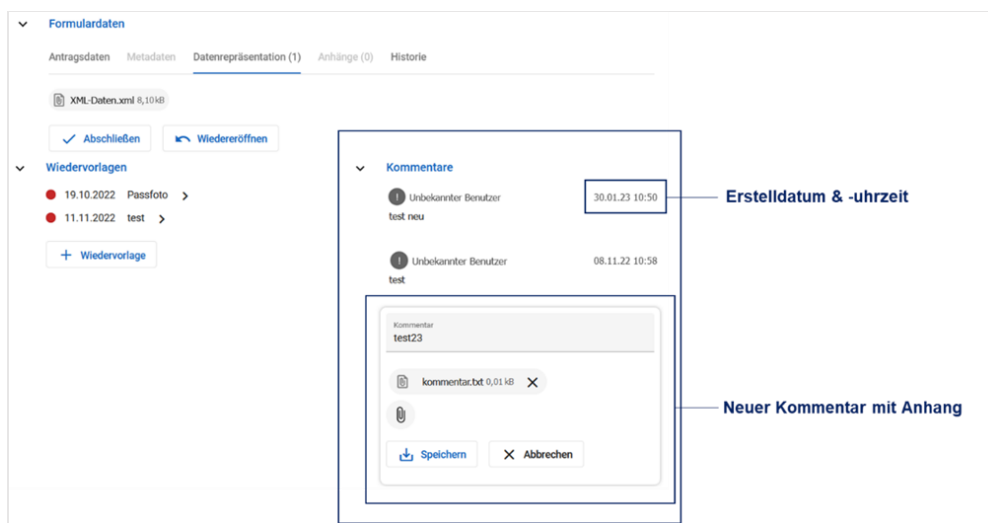 Formulardaten
Antragsdaten Metadaten Datenrepräsentation (1) Anhänge (0) Historie
XML-Daten.xml 8,10 kB
Abschließen Wiedereröffnen
Wiedervorlagen
19.10.2022 Passfoto
11.11.2022 test
Wiedervorlage
Kommentare
Unbekannter Benutzer 30.01.23 10:50
test neu
Erstelldatum & -uhrzeit
Unbekannter Benutzer 08.11.22 10:58
test
Kommentar
test23
kommentar.txt 0,01 kB
Neuer Kommentar mit Anhang
Speichern Abbrechen